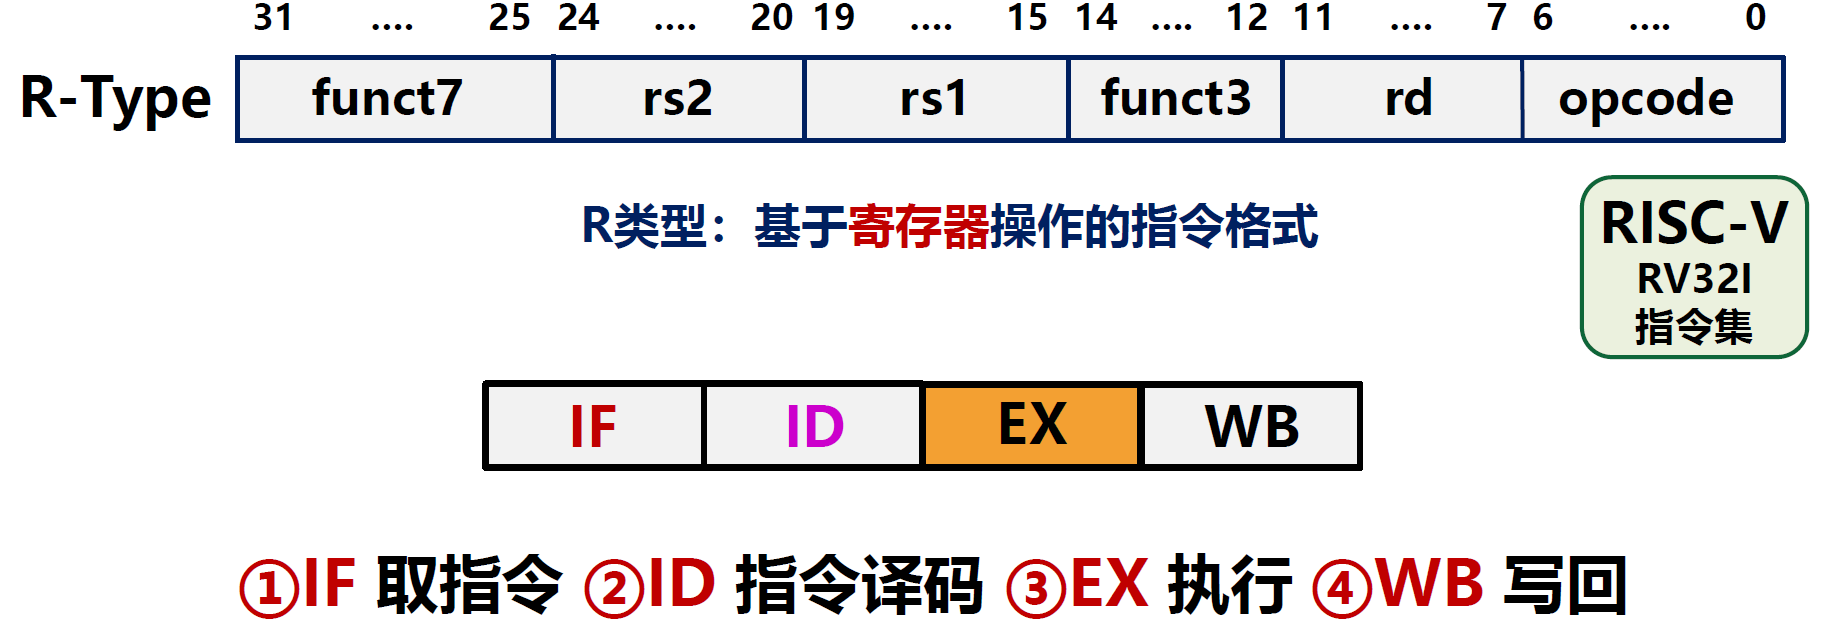 31 .... 25 24 .... 20 19 .... 15 14 .... 12 11 .... 7 6 .... 0
R-Type funct7 rs2 rs1 funct3 rd opcode
R类型：基于寄存器操作的指令格式
RISC-V
RV32I
指令集
IF ID EX WB
①IF 取指令 ②ID 指令译码 ③EX 执行 ④WB 写回